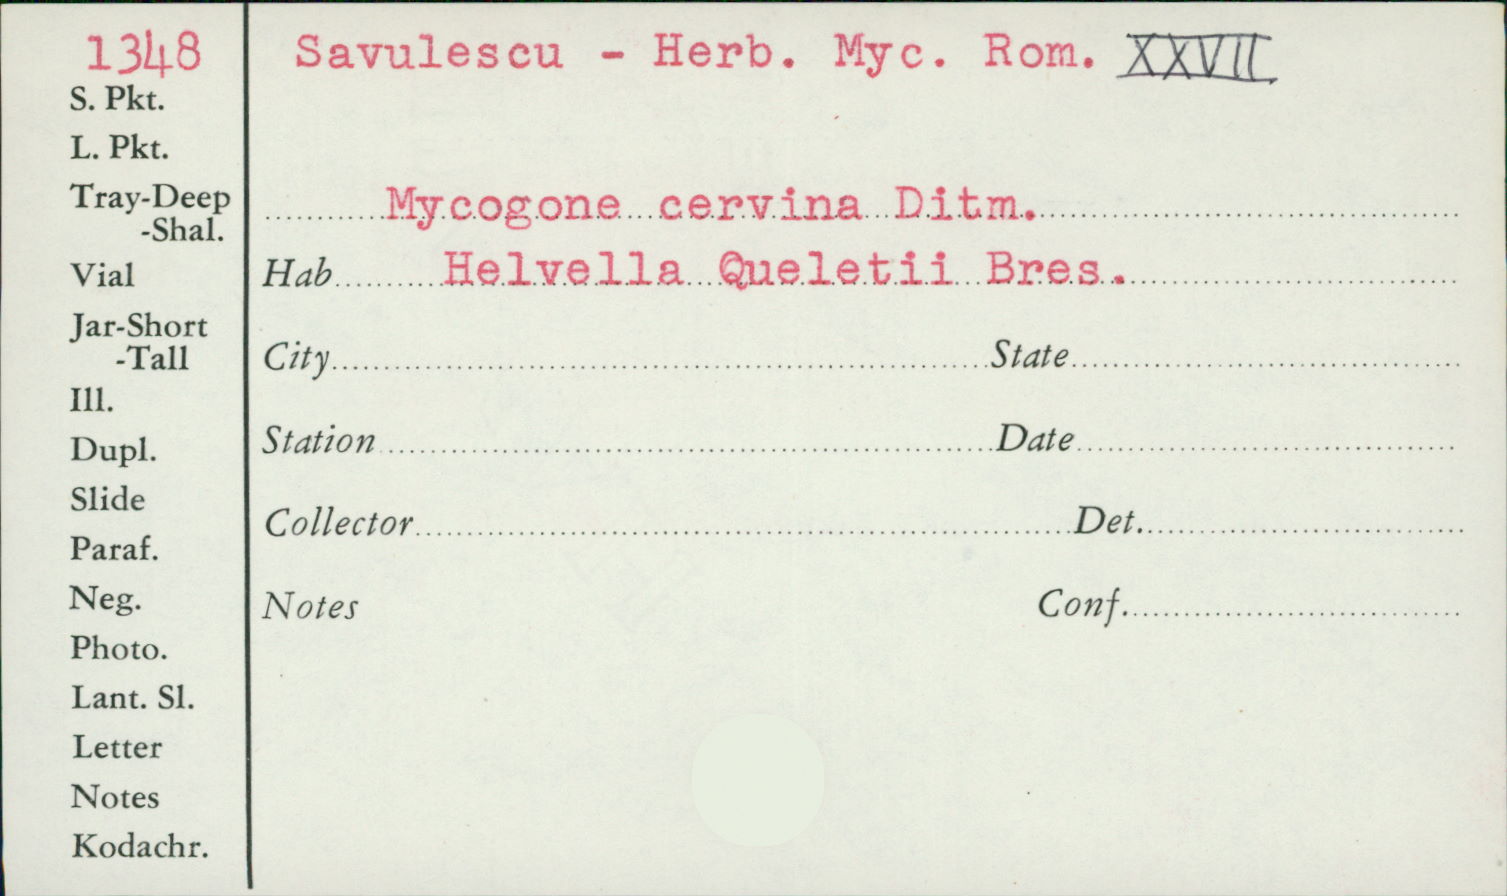 1348
Savulescu - Herb. Myc. Rom. XXVII
S. Pkt.
L. Pkt.
Tray-Deep
-Shal.
Mycogone cervina Ditm.
Vial
Hab Helvella Queletii Bres.
Jar-Short
-Tall
City State
Ill.
Dupl.
Station Date
Slide
Collector Det.
Paraf.
Neg.
Notes Conf.
Photo.
Lant. Sl.
Letter
Notes
Kodachr.